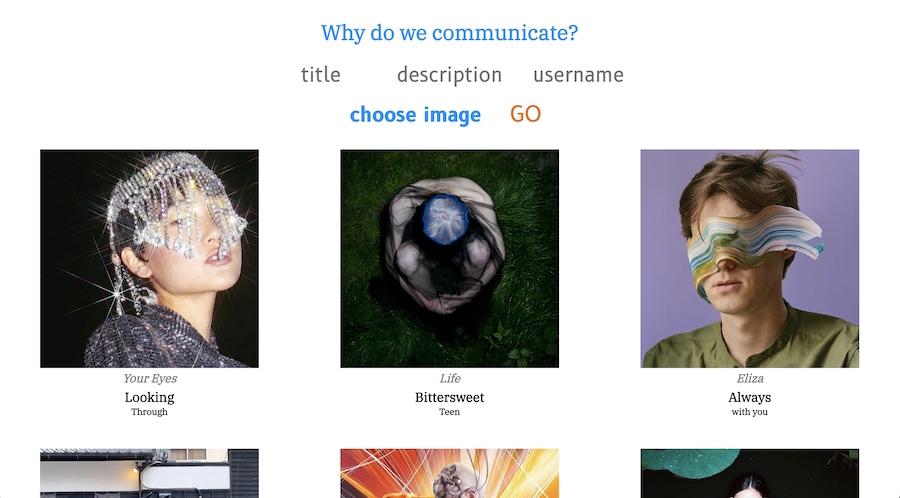 Why do we communicate?
title description username
choose image GO
Your Eyes
Looking
Through
Life
Bittersweet
Teen
Eliza
Always
with you